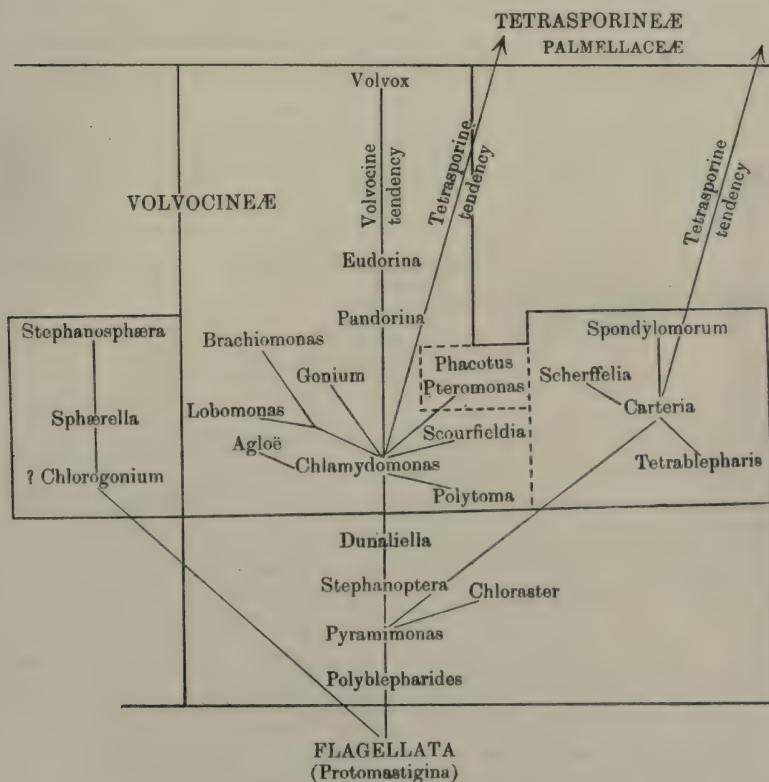 TETRASPORINEÆ
PALMELLACEÆ
Volvox
Volvocine
tendency
Tetrasporine
tendency
Tetrasporine
tendency
VOLVOCINEÆ
Eudorina
Pandorina
Stephanosphæra
Spondylomorum
Brachiomonas
Phacotus
Gonium
Pteromonas
Scherffelia
Lobomonas
Carteria
Sphærella
Scourfieldia
Agloë
Chlamydomonas
Tetrablepharis
? Chlorogonium
Polytoma
Dunaliella
Stephanoptera
Chloraster
Pyramimonas
Polyblepharides
FLAGELLATA
(Protomastigina)